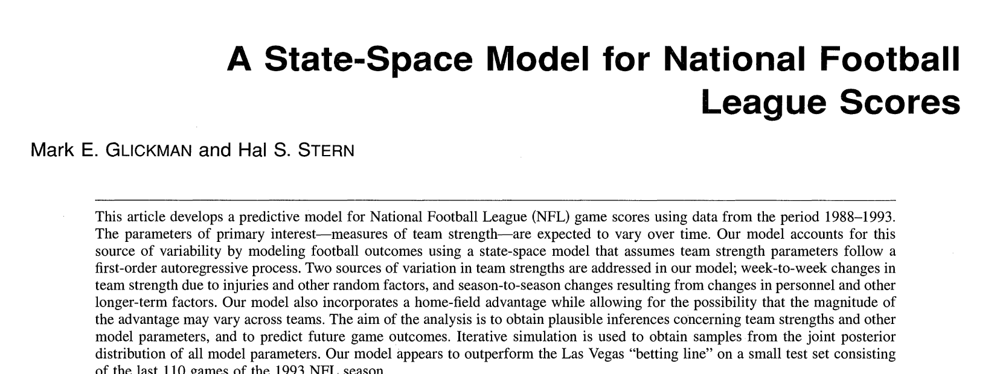 A State-Space Model for National Football
League Scores
Mark E. GLICKMAN and Hal S. STERN
This article develops a predictive model for National Football League (NFL) game scores using data from the period 1988–1993.
The parameters of primary interest—measures of team strength—are expected to vary over time. Our model accounts for this
source of variability by modeling football outcomes using a state-space model that assumes team strength parameters follow a
first-order autoregressive process. Two sources of variation in team strengths are addressed in our model; week-to-week changes in
team strength due to injuries and other random factors, and season-to-season changes resulting from changes in personnel and other
longer-term factors. Our model also incorporates a home-field advantage while allowing for the possibility that the magnitude of
the advantage may vary across teams. The aim of the analysis is to obtain plausible inferences concerning team strengths and other
model parameters, and to predict future game outcomes. Iterative simulation is used to obtain samples from the joint posterior
distribution of all model parameters. Our model appears to outperform the Las Vegas “betting line” on a small test set consisting
of the last 110 games of the 1993 NFL season.